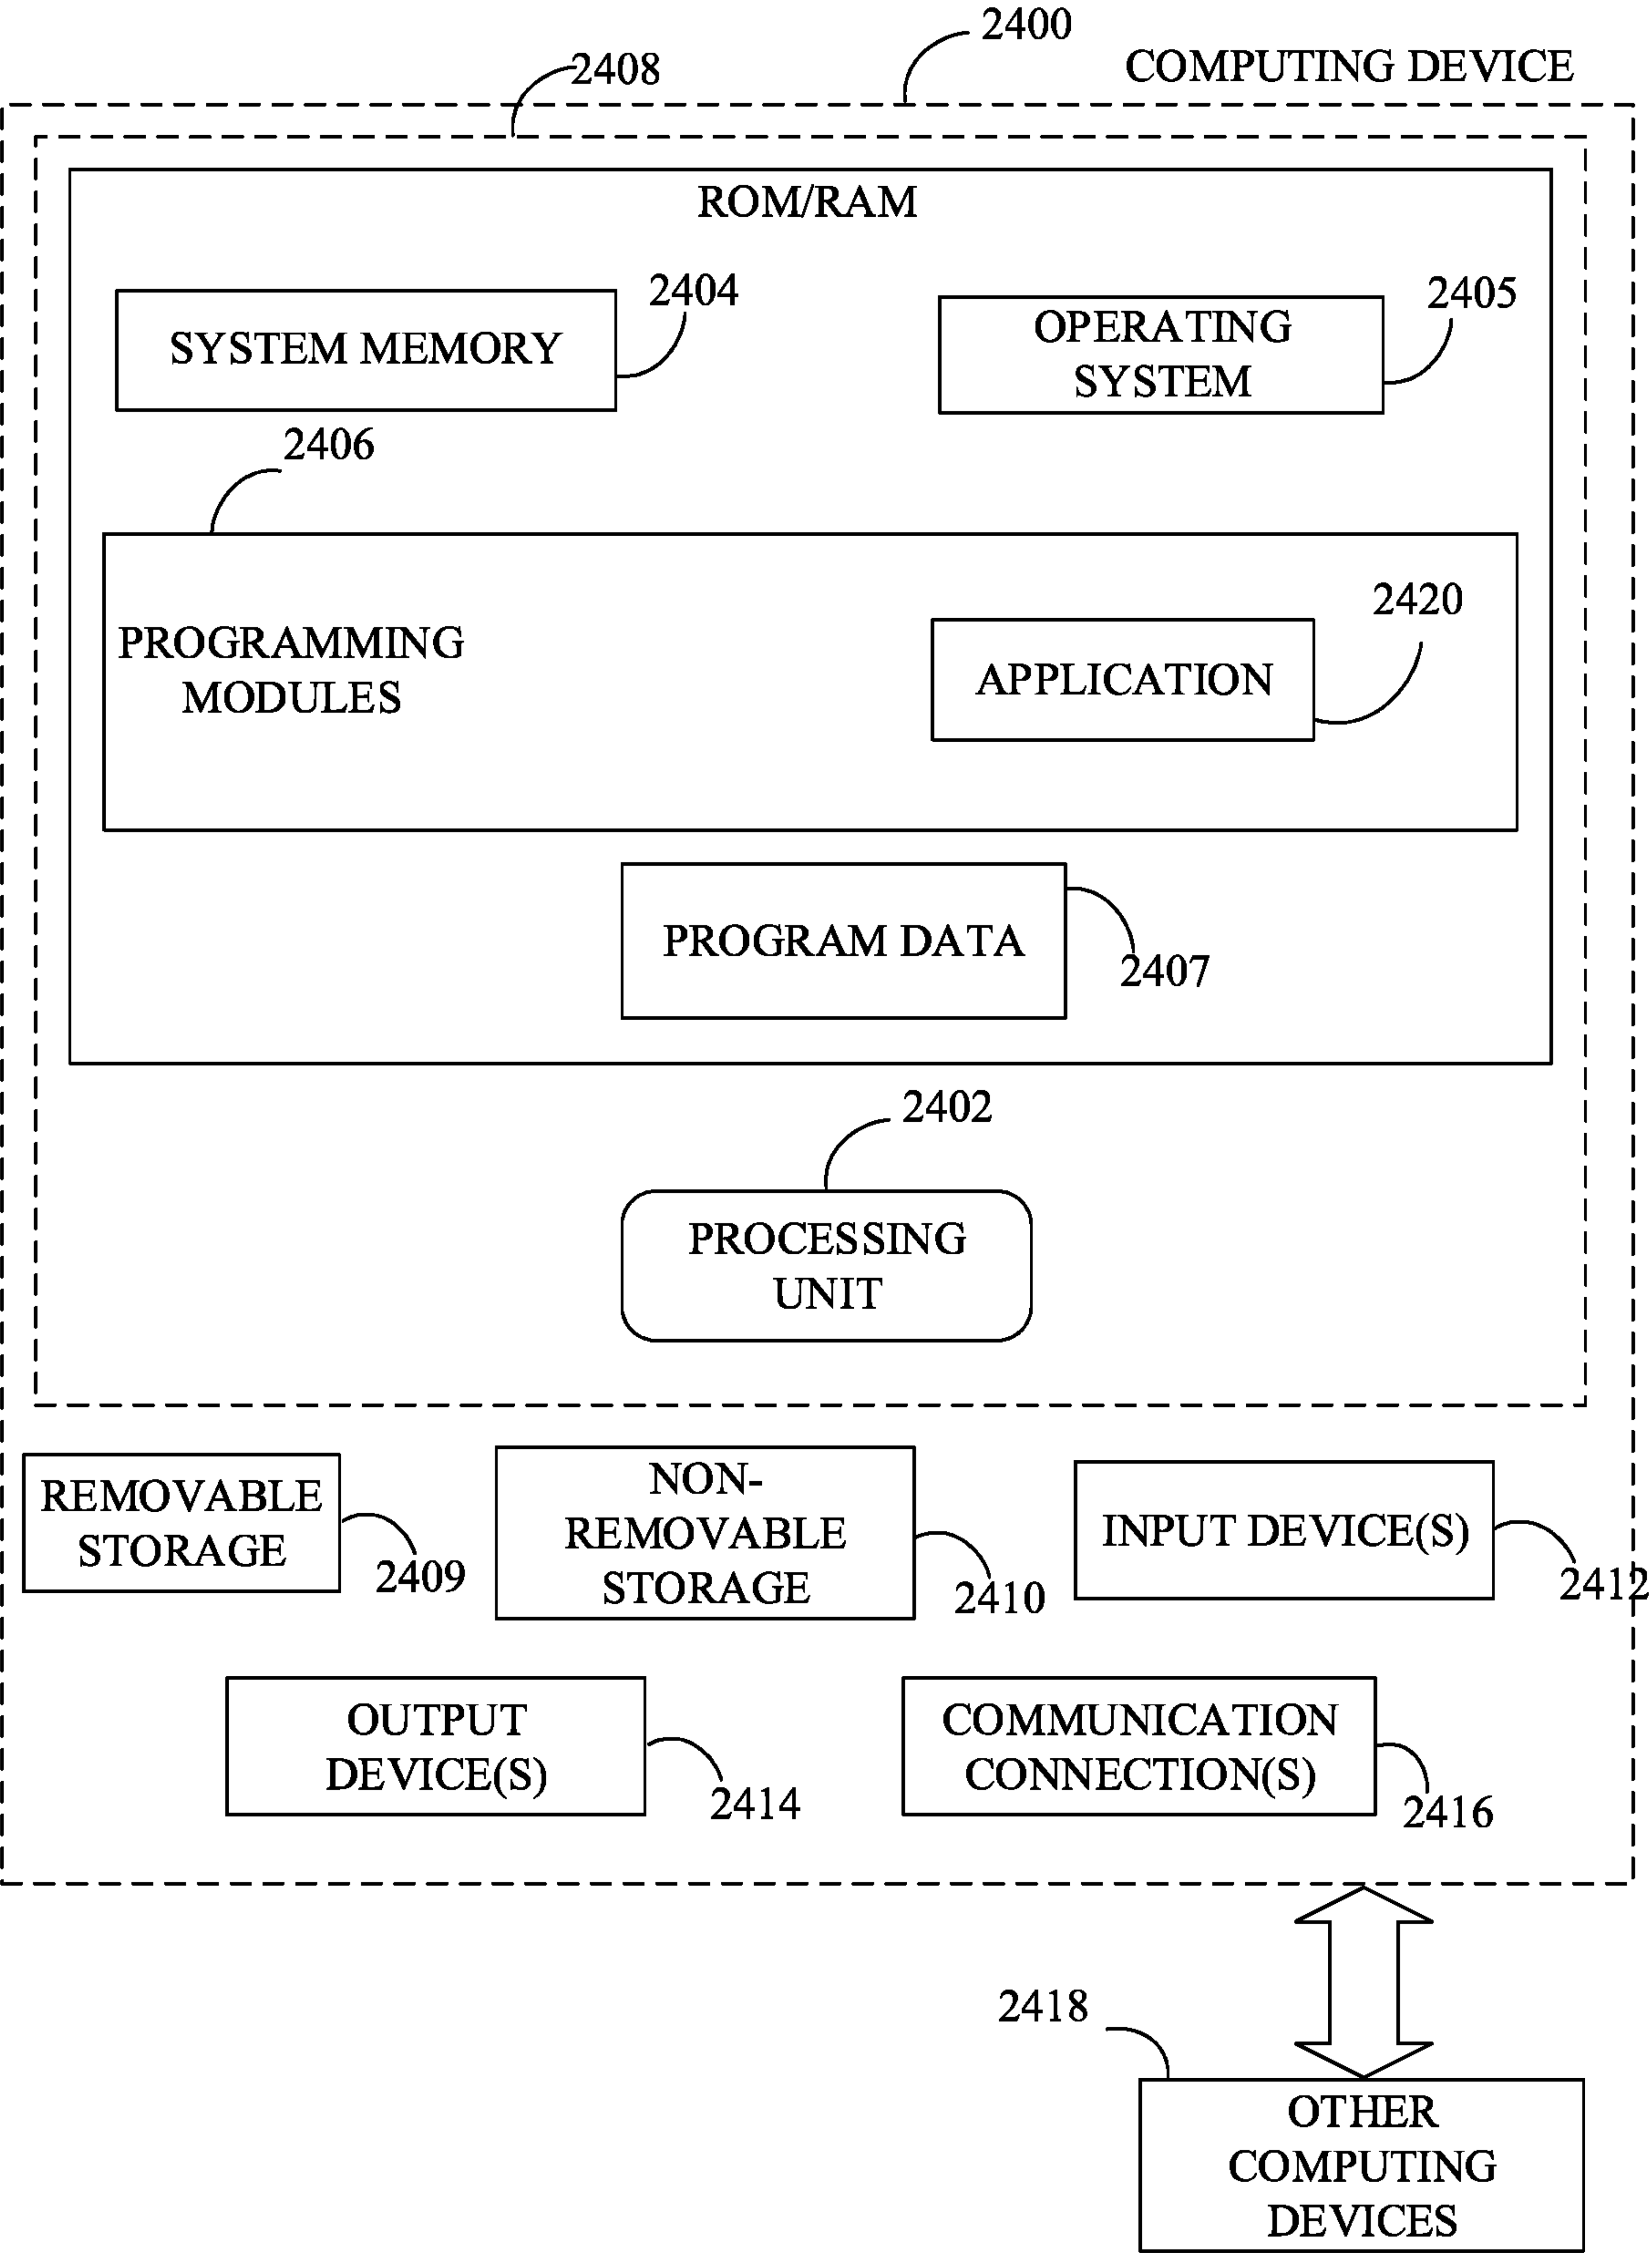 2400
2408
COMPUTING DEVICE
ROM/RAM
2404
2405
SYSTEM MEMORY
OPERATING
SYSTEM
2406
2420
PROGRAMMING
MODULES
APPLICATION
PROGRAM DATA
2407
2402
PROCESSING
UNIT
REMOVABLE
STORAGE
2409
NON-
REMOVABLE
STORAGE
2410
INPUT DEVICE(S)
2412
OUTPUT
DEVICE(S)
2414
COMMUNICATION
CONNECTION(S)
2416
2418
OTHER
COMPUTING
DEVICES